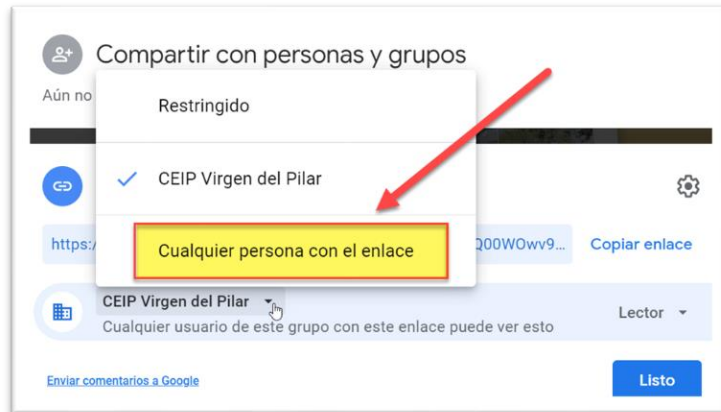 Compartir con personas y grupos
Aún no
Restringido
CEIP Virgen del Pilar
Cualquier persona con el enlace
https:/
Q00WOwv9...
Copiar enlace
CEIP Virgen del Pilar
Cualquier usuario de este grupo con este enlace puede ver esto
Lector
Enviar comentarios a Google
Listo